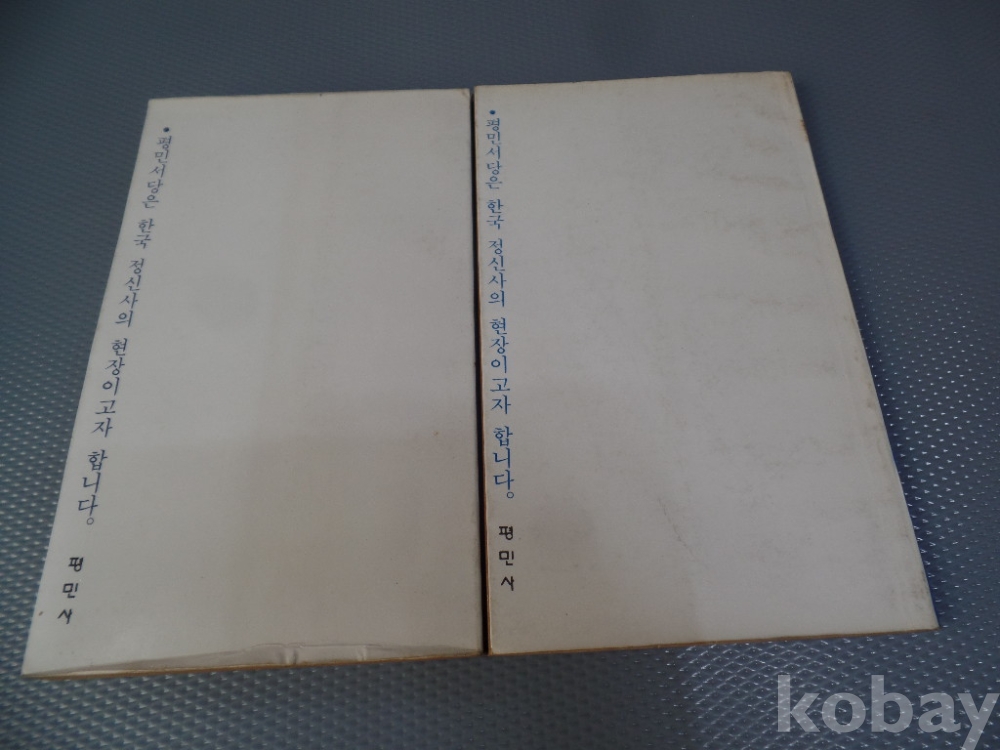 •평민서당은 한국 정신사의 현장이고자 합니다。
평민사
•평민서당은 한국 정신사의 현장이고자 합니다。
평민사
kobay